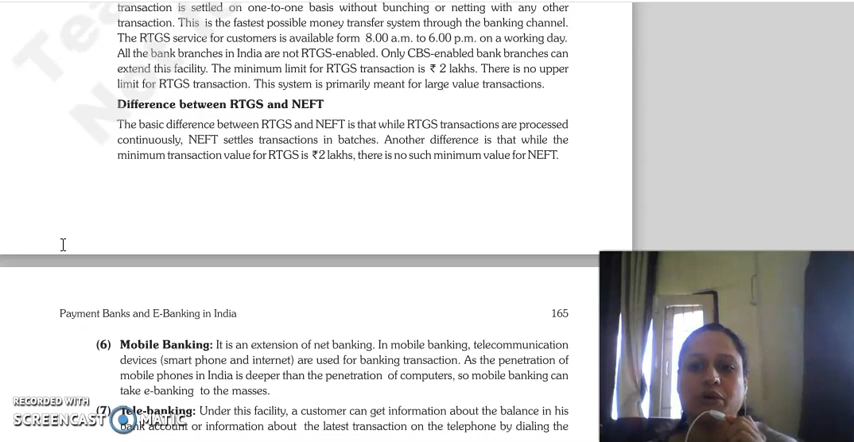 transaction is settled on one-to-one basis without bunching or netting with any other
transaction. This is the fastest possible money transfer system through the banking channel.
The RTGS service for customers is available form 8.00 a.m. to 6.00 p.m. on a working day.
All the bank branches in India are not RTGS-enabled. Only CBS-enabled bank branches can
extend this facility. The minimum limit for RTGS transaction is ₹ 2 lakhs. There is no upper
limit for RTGS transaction. This system is primarily meant for large value transactions.
Difference between RTGS and NEFT
The basic difference between RTGS and NEFT is that while RTGS transactions are processed
continuously, NEFT settles transactions in batches. Another difference is that while the
minimum transaction value for RTGS is ₹2 lakhs, there is no such minimum value for NEFT.
Payment Banks and E-Banking in India 165
(6) Mobile Banking: It is an extension of net banking. In mobile banking, telecommunication
devices (smart phone and internet) are used for banking transaction. As the penetration of
mobile phones in India is deeper than the penetration of computers, so mobile banking can
take e-banking to the masses.
(7) Tele-banking: Under this facility, a customer can get information about the balance in his
bank account or information about the latest transaction on the telephone by dialing the
RECORDED WITH
SCREENCAST MATIC